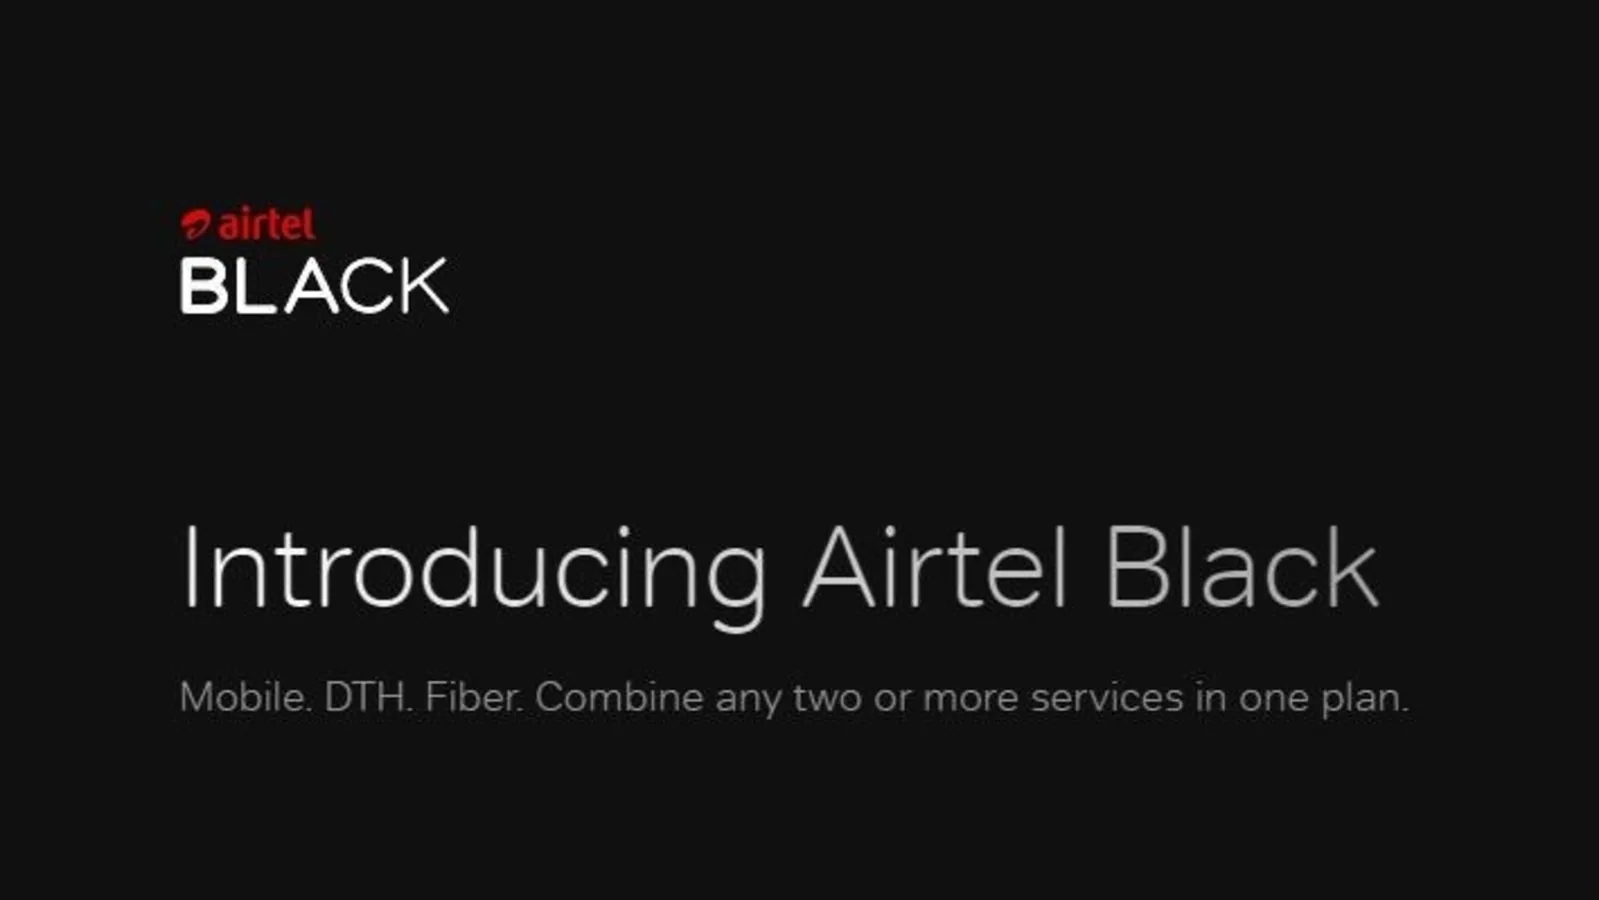 airtel
BLACK
Introducing Airtel Black
Mobile. DTH. Fiber. Combine any two or more services in one plan.